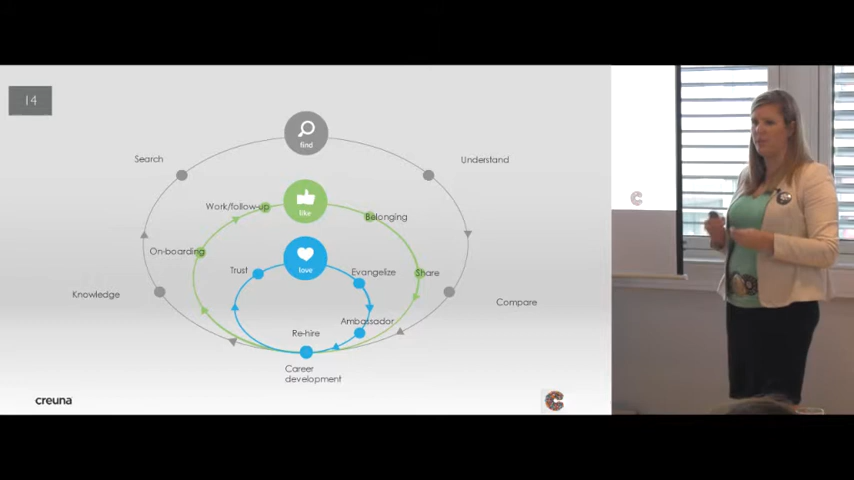 14
find
Search
Understand
like
Work/follow-up
Belonging
On-boarding
love
Trust
Evangelize
Share
Knowledge
Compare
Ambassador
Re-hire
Career
development
creuna
C
C